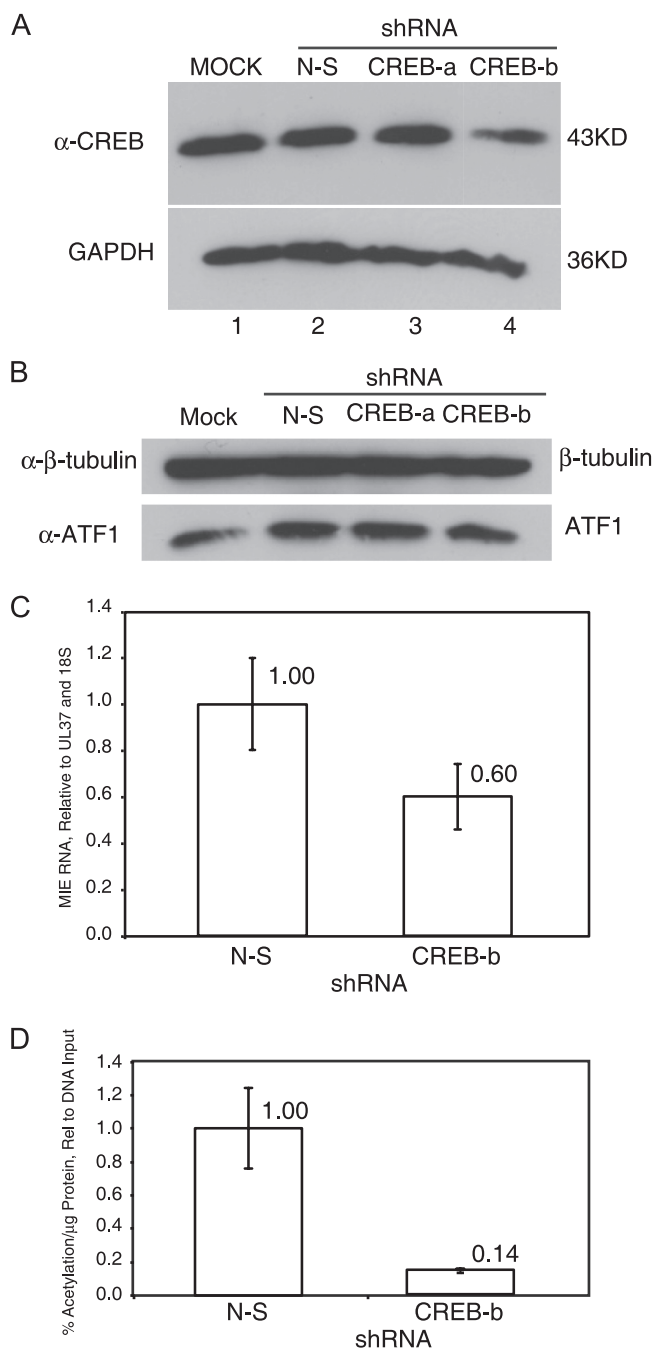 A
shRNA
MOCK N-S CREB-a CREB-b
α-CREB 43KD
GAPDH 36KD
1 2 3 4
B
shRNA
Mock N-S CREB-a CREB-b
α-β-tubulin β-tubulin
α-ATF1 ATF1
C
MIE RNA, Relative to UL37 and 18S
1.4
1.2
1.0
0.8
0.6
0.4
0.2
0.0
1.00
0.60
N-S CREB-b
shRNA
D
% Acetylation/μg Protein, Rel to DNA Input
1.4
1.2
1.0
0.8
0.6
0.4
0.2
0.0
1.00
0.14
N-S CREB-b
shRNA